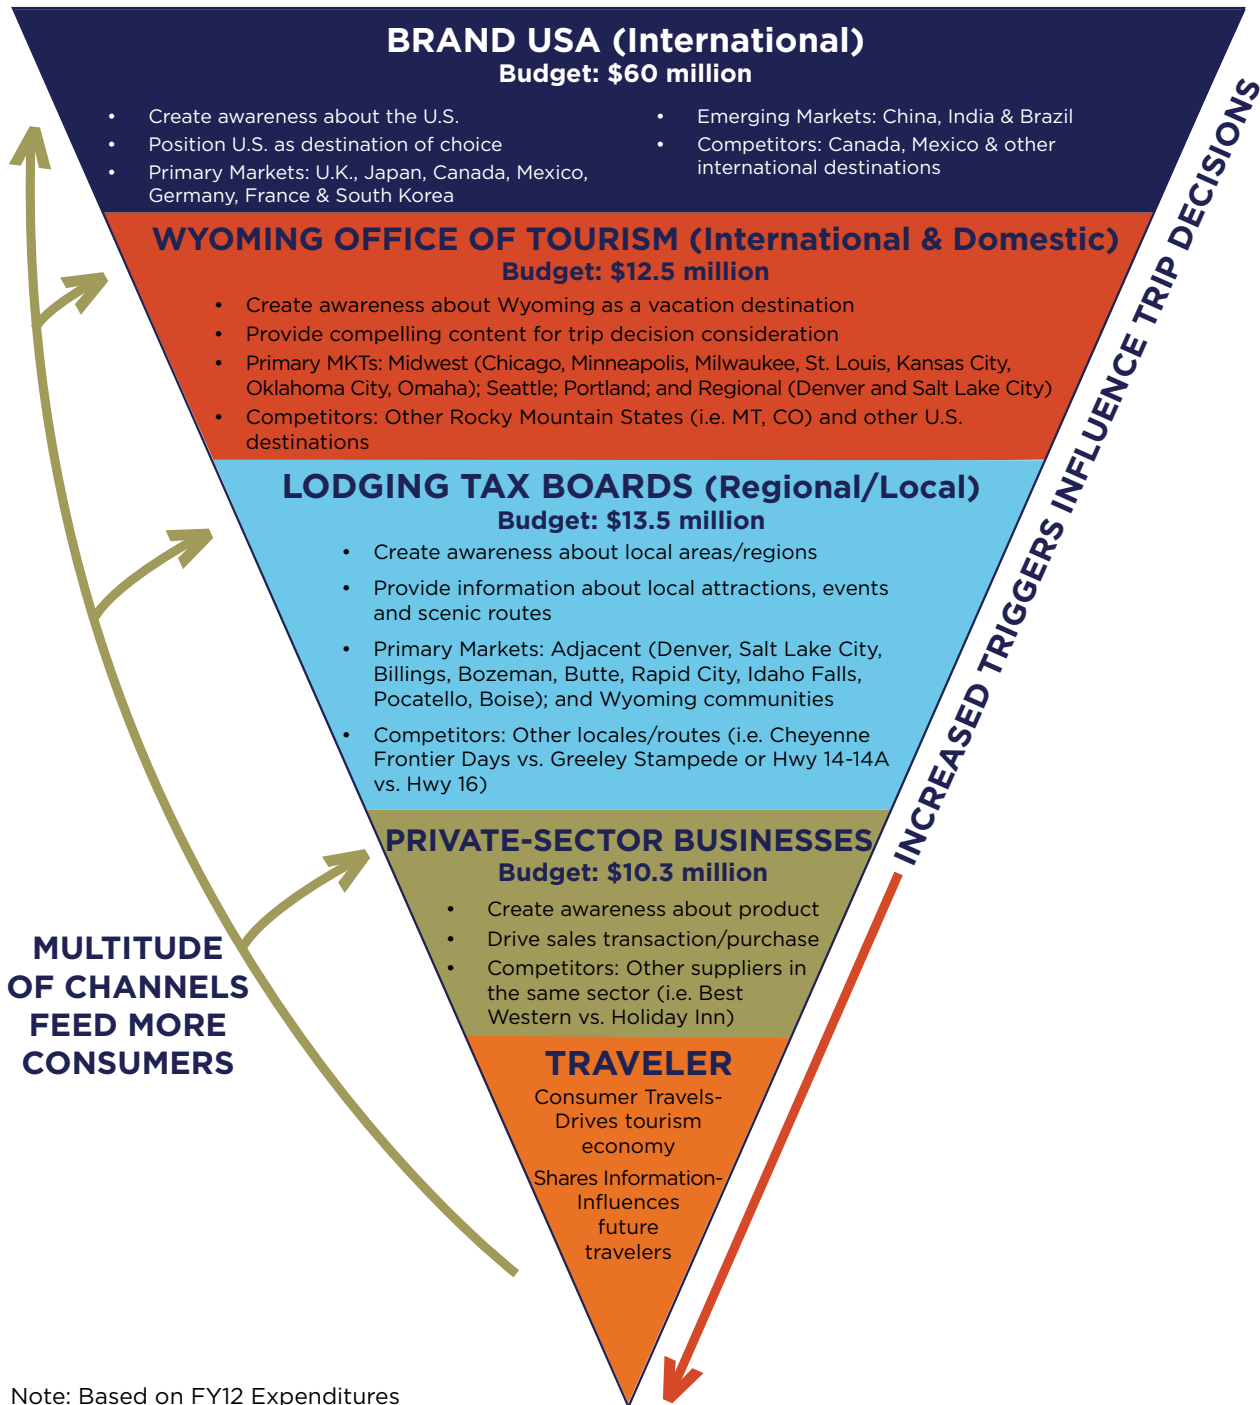 BRAND USA (International)
Budget: $60 million
• Create awareness about the U.S.
• Position U.S. as destination of choice
• Primary Markets: U.K., Japan, Canada, Mexico,
Germany, France & South Korea
• Emerging Markets: China, India & Brazil
• Competitors: Canada, Mexico & other
international destinations
WYOMING OFFICE OF TOURISM (International & Domestic)
Budget: $12.5 million
• Create awareness about Wyoming as a vacation destination
• Provide compelling content for trip decision consideration
• Primary MKTs: Midwest (Chicago, Minneapolis, Milwaukee, St. Louis, Kansas City,
Oklahoma City, Omaha); Seattle; Portland; and Regional (Denver and Salt Lake City)
• Competitors: Other Rocky Mountain States (i.e. MT, CO) and other U.S.
destinations
LODGING TAX BOARDS (Regional/Local)
Budget: $13.5 million
• Create awareness about local areas/regions
• Provide information about local attractions, events
and scenic routes
• Primary Markets: Adjacent (Denver, Salt Lake City,
Billings, Bozeman, Butte, Rapid City, Idaho Falls,
Pocatello, Boise); and Wyoming communities
• Competitors: Other locales/routes (i.e. Cheyenne
Frontier Days vs. Greeley Stampede or Hwy 14-14A
vs. Hwy 16)
PRIVATE-SECTOR BUSINESSES
Budget: $10.3 million
• Create awareness about product
• Drive sales transaction/purchase
• Competitors: Other suppliers in
the same sector (i.e. Best
Western vs. Holiday Inn)
TRAVELER
Consumer Travels-
Drives tourism
economy
Shares Information-
Influences
future
travelers
INCREASED TRIGGERS INFLUENCE TRIP DECISIONS
MULTITUDE
OF CHANNELS
FEED MORE
CONSUMERS
Note: Based on FY12 Expenditures